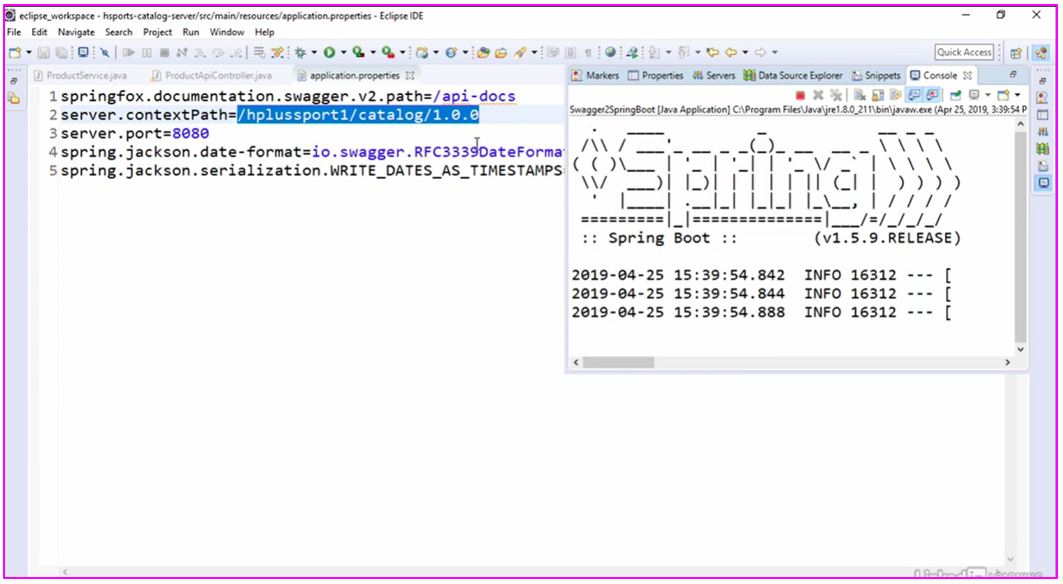 eclipse_workspace - hsports-catalog-server/src/main/resources/application.properties - Eclipse IDE
File Edit Navigate Search Project Run Window Help
Quick Access
ProductService.java ProductApiController.java application.properties
Markers Properties Servers Data Source Explorer Snippets Console
1 springfox.documentation.swagger.v2.path=/api-docs
2 server.contextPath=/hplussport1/catalog/1.0.0
3 server.port=8080
4 spring.jackson.date-format=io.swagger.RFC3339DateForma
5 spring.jackson.serialization.WRITE_DATES_AS_TIMESTAMPS=
Swagger2SpringBoot [Java Application] C:\Program Files\Java\jre1.8.0_211\bin\javaw.exe (Apr 25, 2019, 3:39:54 P
Spring
:: Spring Boot :: (v1.5.9.RELEASE)
2019-04-25 15:39:54.842 INFO 16312 --- [
2019-04-25 15:39:54.844 INFO 16312 --- [
2019-04-25 15:39:54.888 INFO 16312 --- [